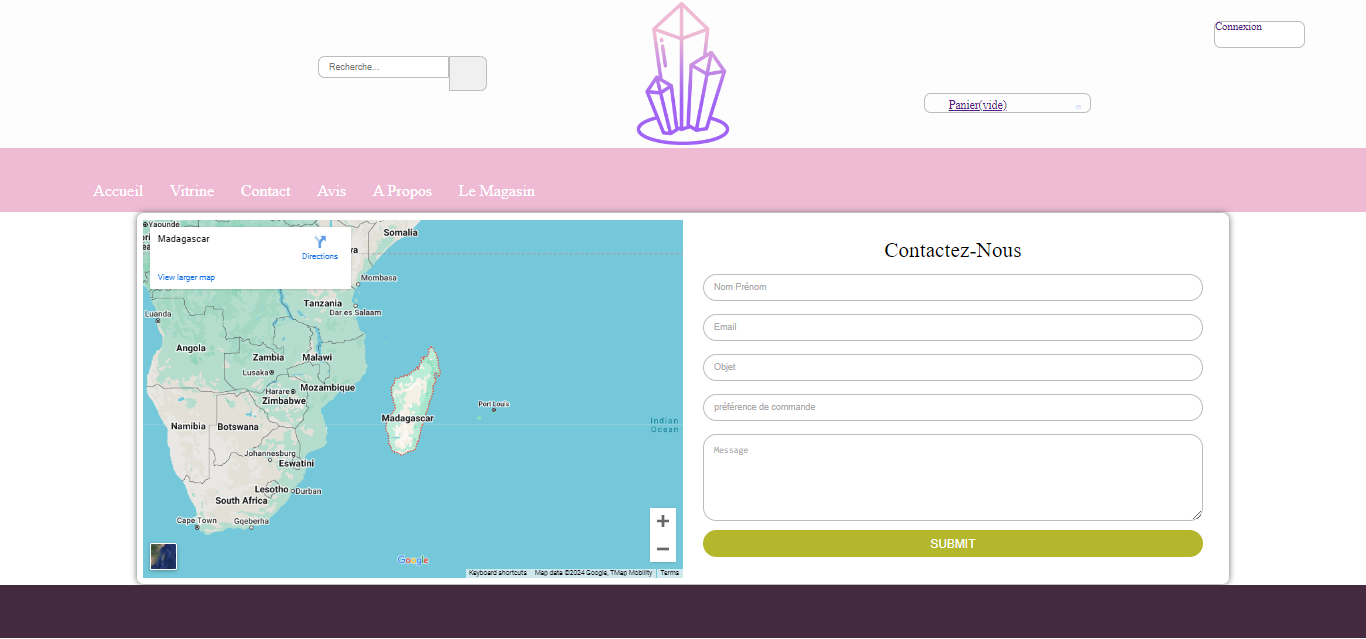 Connexion
Recherche...
Panier(vide)
Accueil Vitrine Contact Avis A Propos Le Magasin
Yaounde
Somalia
Madagascar
Directions
View larger map
Mombasa
Tanzania
Dar es Salaam
Luanda
Angola
Zambia
Malawi
Lusaka
Harare
Mozambique
Zimbabwe
Port Louis
Madagascar
Indian
Ocean
Namibia
Botswana
Johannesburg
Eswatini
Lesotho
Durban
South Africa
Cape Town
Gqeberha
Google
Keyboard shortcuts Map data ©2024 Google, TMap Mobility Terms
Contactez-Nous
Nom Prénom
Email
Objet
préférence de commande
Message
SUBMIT